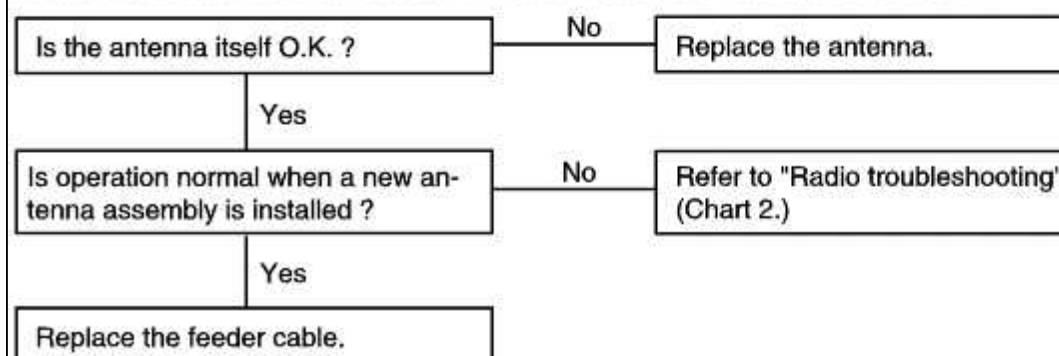 Is the antenna itself O.K. ?
No
Replace the antenna.
Yes
Is operation normal when a new an-
tenna assembly is installed ?
No
Refer to "Radio troubleshooting"
(Chart 2.)
Yes
Replace the feeder cable.